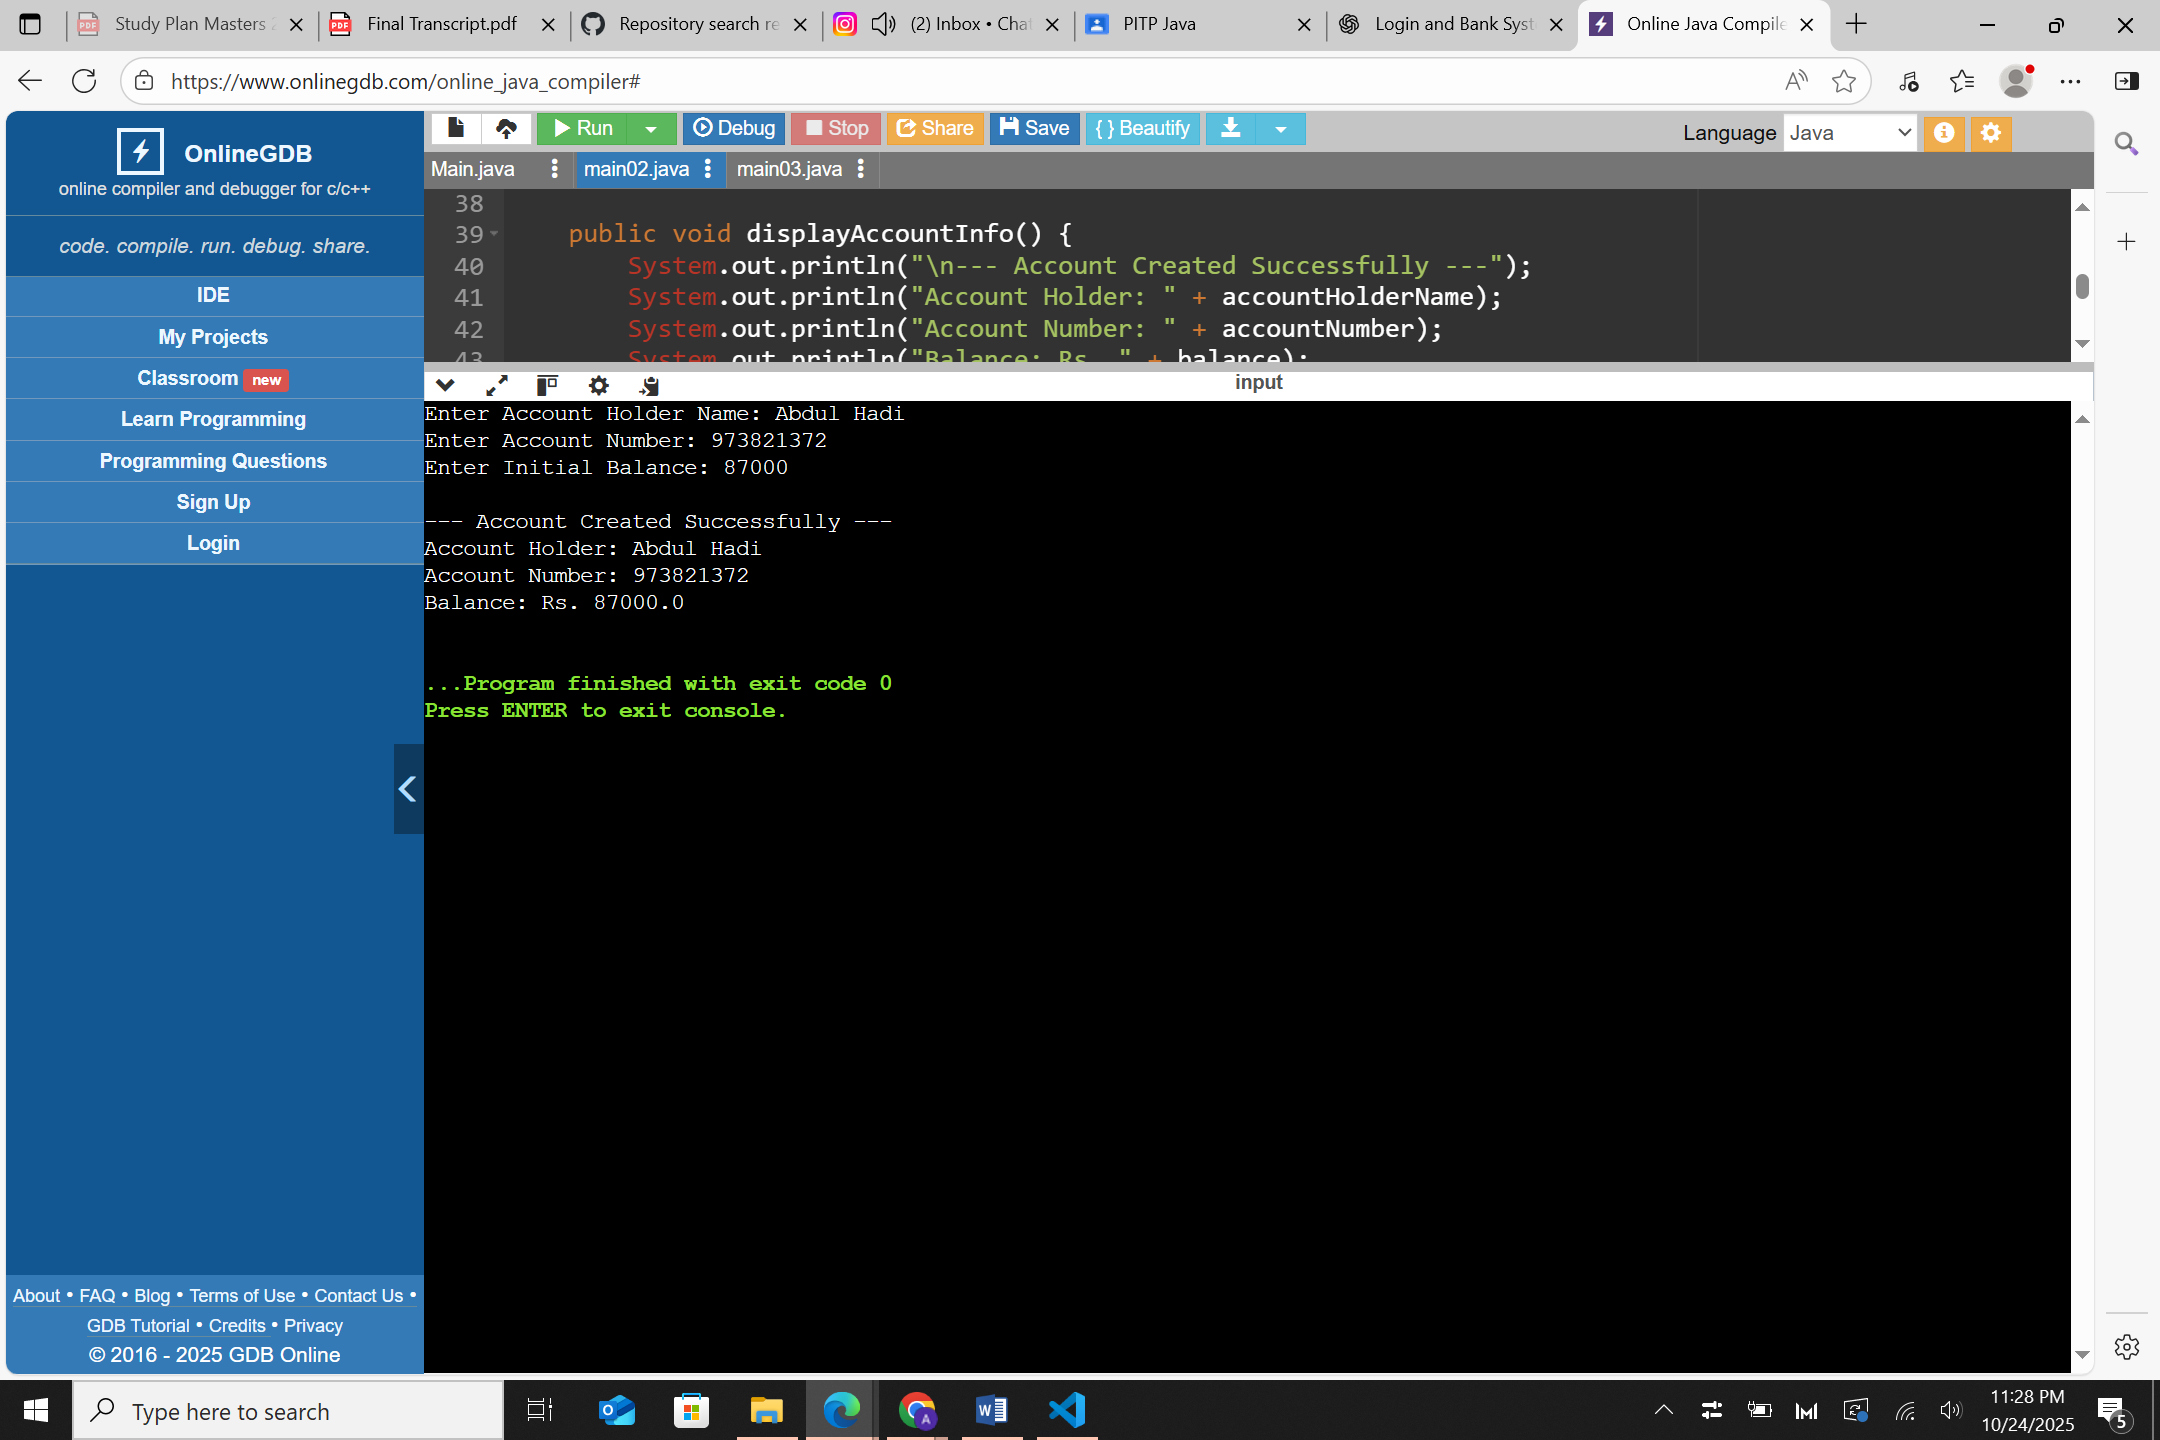 Study Plan Masters
Final Transcript.pdf
Repository search re
(2) Inbox • Cha
PITP Java
Login and Bank Syst
Online Java Compile
https://www.onlinegdb.com/online_java_compiler#
OnlineGDB
online compiler and debugger for c/c++
code. compile. run. debug. share.
IDE
My Projects
Classroom new
Learn Programming
Programming Questions
Sign Up
Login
About • FAQ • Blog • Terms of Use • Contact Us •
GDB Tutorial • Credits • Privacy
© 2016 - 2025 GDB Online
Run
Debug
Stop
Share
Save
{ } Beautify
Language Java
Main.java
main02.java
main03.java
38
39 public void displayAccountInfo() {
40 System.out.println("\n--- Account Created Successfully ---");
41 System.out.println("Account Holder: " + accountHolderName);
42 System.out.println("Account Number: " + accountNumber);
43 System.out.println("Balance: Rs. " + balance);
input
Enter Account Holder Name: Abdul Hadi
Enter Account Number: 973821372
Enter Initial Balance: 87000
--- Account Created Successfully ---
Account Holder: Abdul Hadi
Account Number: 973821372
Balance: Rs. 87000.0
...Program finished with exit code 0
Press ENTER to exit console.
Type here to search
11:28 PM
10/24/2025
5